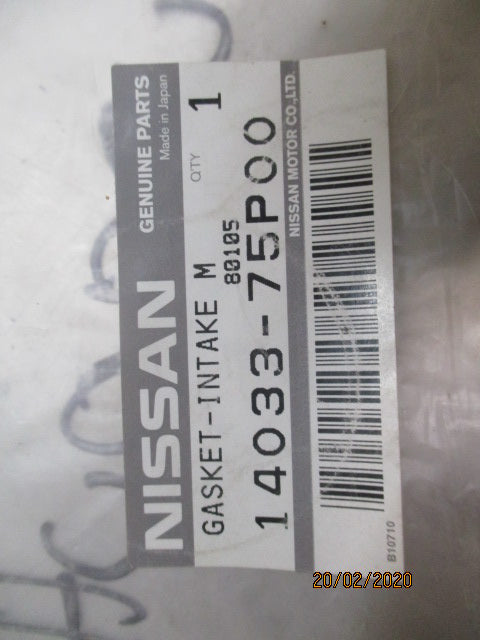 NISSAN GENUINE PARTS
Made in Japan
GASKET-INTAKE M QTY 1
80105
14033-75P00
NISSAN MOTOR CO.,LTD.
B10710
20/02/2020